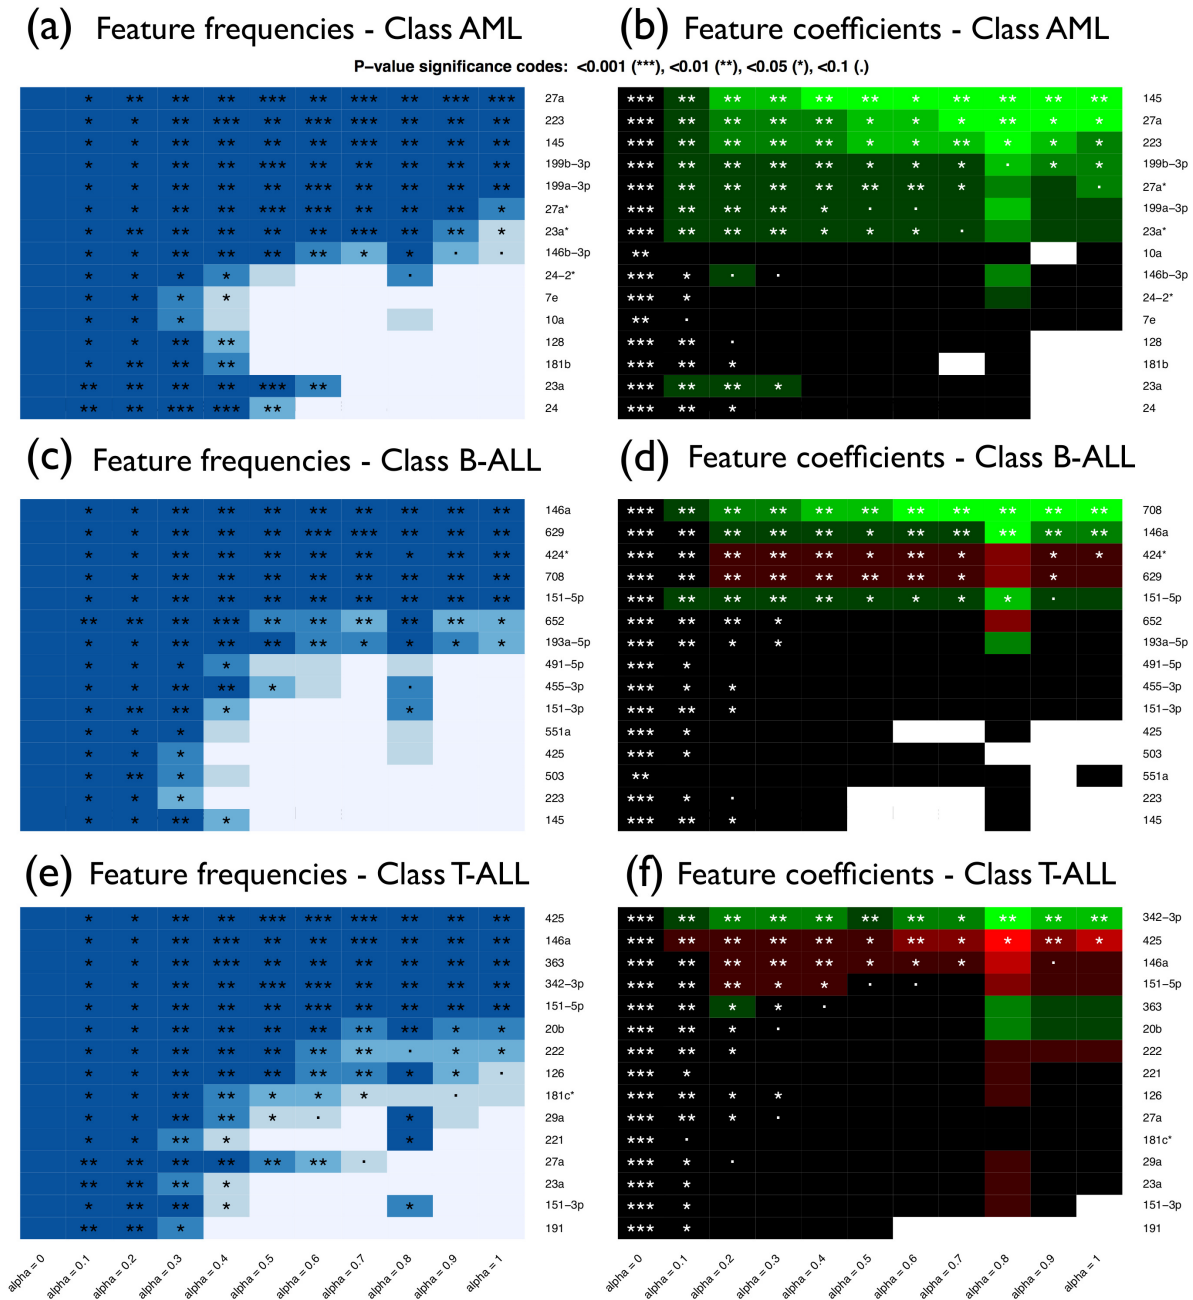 (a) Feature frequencies - Class AML
(b) Feature coefficients - Class AML
P-value significance codes: <0.001 (***), <0.01 (**), <0.05 (*), <0.1 (.)
* ** ** ** *** ** *** ** *** *** 27a
* * ** *** ** *** *** ** ** ** 223
* * ** ** ** ** *** ** ** ** 145
* * ** ** *** ** ** ** ** ** 199b-3p
* * ** ** ** *** ** ** ** ** 199a-3p
* * ** ** *** *** ** ** ** * 27a*
* ** ** ** ** ** *** ** ** * 23a*
* * ** ** ** ** * * . . 146b-3p
* * * * . 24-2*
* * * * 7e
* * * 10a
* * ** ** 128
* ** ** ** 181b
** ** ** ** *** ** 23a
** ** *** *** ** 24
*** ** ** ** ** ** * ** ** ** ** 145
*** ** ** ** ** * * * ** * * 27a
*** ** ** ** ** * * ** * * * 223
*** ** ** ** ** * * * . * * 199b-3p
*** ** ** ** ** ** ** * . 27a*
*** ** ** ** * . . 199a-3p
*** ** ** ** * * * . 23a*
** 10a
*** * . . 146b-3p
*** * 24-2*
** . 7e
*** ** . 128
*** ** * 181b
*** ** ** * 23a
*** ** * 24
(c) Feature frequencies - Class B-ALL
(d) Feature coefficients - Class B-ALL
* * ** ** ** ** ** ** ** ** 146a
* * ** ** ** *** *** ** ** ** 629
* * ** ** ** ** ** * ** ** 424*
* * ** ** ** ** ** ** ** ** 708
* * ** ** ** ** ** ** ** ** 151-5p
** ** ** *** ** ** ** ** ** * 652
* * ** ** ** ** * * * * 193a-5p
* * * * 491-5p
* * ** ** * . 455-3p
* ** ** * * 151-3p
* * * 551a
* * * 425
* ** * 503
* * * 223
* * ** * 145
*** ** ** ** ** ** ** ** ** ** ** 708
*** ** ** ** ** * ** ** ** ** ** 146a
*** ** ** ** ** * ** * * * 424*
*** ** ** ** ** ** ** * * 629
*** ** ** ** ** * * * * . 151-5p
*** ** ** * 652
*** ** * * 193a-5p
*** * 491-5p
*** * * 455-3p
*** ** * 151-3p
*** * 425
*** * 503
** 551a
*** * . 223
*** ** * 145
(e) Feature frequencies - Class T-ALL
(f) Feature coefficients - Class T-ALL
* * ** ** *** *** *** ** ** ** 425
* * ** *** ** ** *** ** ** ** 146a
* * ** *** ** ** ** ** ** ** 363
* * ** ** *** *** ** ** ** ** 342-3p
* * ** ** ** *** ** ** ** ** 151-5p
* * ** ** ** ** ** ** * * 20b
* * ** ** ** ** ** . * * 222
* * ** ** ** ** ** * * . 126
* * ** ** * * * . 181c*
* * ** ** * . * 29a
* * ** * * 221
** ** ** ** ** ** . 27a
** ** ** * 23a
* ** ** * * 151-3p
** ** * 191
*** ** ** ** ** ** ** * ** ** ** 342-3p
*** ** ** ** ** * ** * * ** * 425
*** ** ** ** ** * * * . 146a
*** ** ** * * . . 151-5p
*** ** * * . 363
*** ** * . 20b
*** ** * 222
*** * 221
*** ** * * 126
*** ** * . 27a
*** . 181c*
*** * . 29a
*** * 23a
*** * 151-3p
*** * 191
alpha = 0 alpha = 0.1 alpha = 0.2 alpha = 0.3 alpha = 0.4 alpha = 0.5 alpha = 0.6 alpha = 0.7 alpha = 0.8 alpha = 0.9 alpha = 1
alpha = 0 alpha = 0.1 alpha = 0.2 alpha = 0.3 alpha = 0.4 alpha = 0.5 alpha = 0.6 alpha = 0.7 alpha = 0.8 alpha = 0.9 alpha = 1